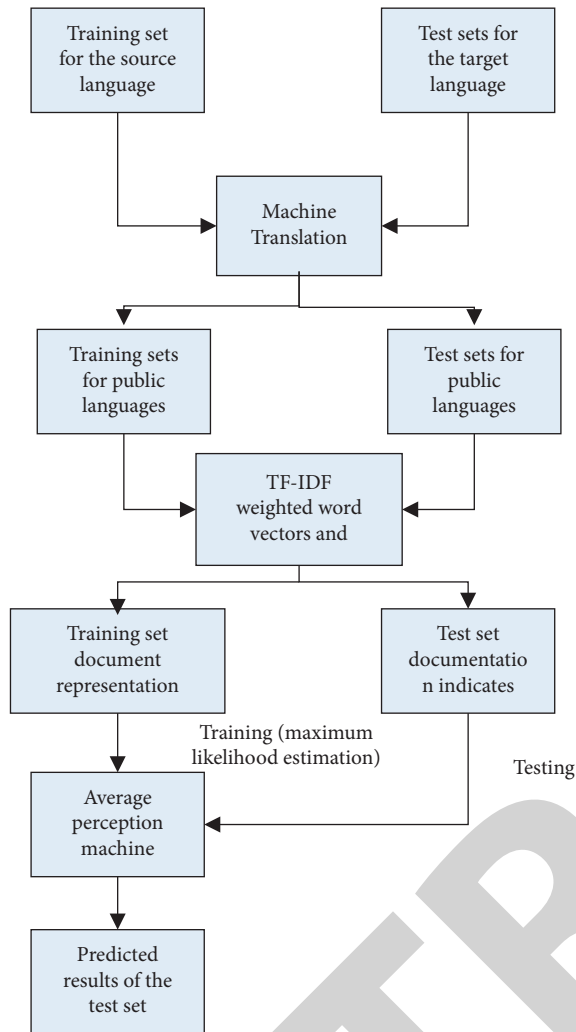 Training set
for the source
language
Test sets for
the target
language
Machine
Translation
Training sets
for public
languages
Test sets for
public
languages
TF-IDF
weighted word
vectors and
Training set
document
representation
Test set
documentatio
n indicates
Training (maximum
likelihood estimation)
Testing
Average
perception
machine
Predicted
results of the
test set